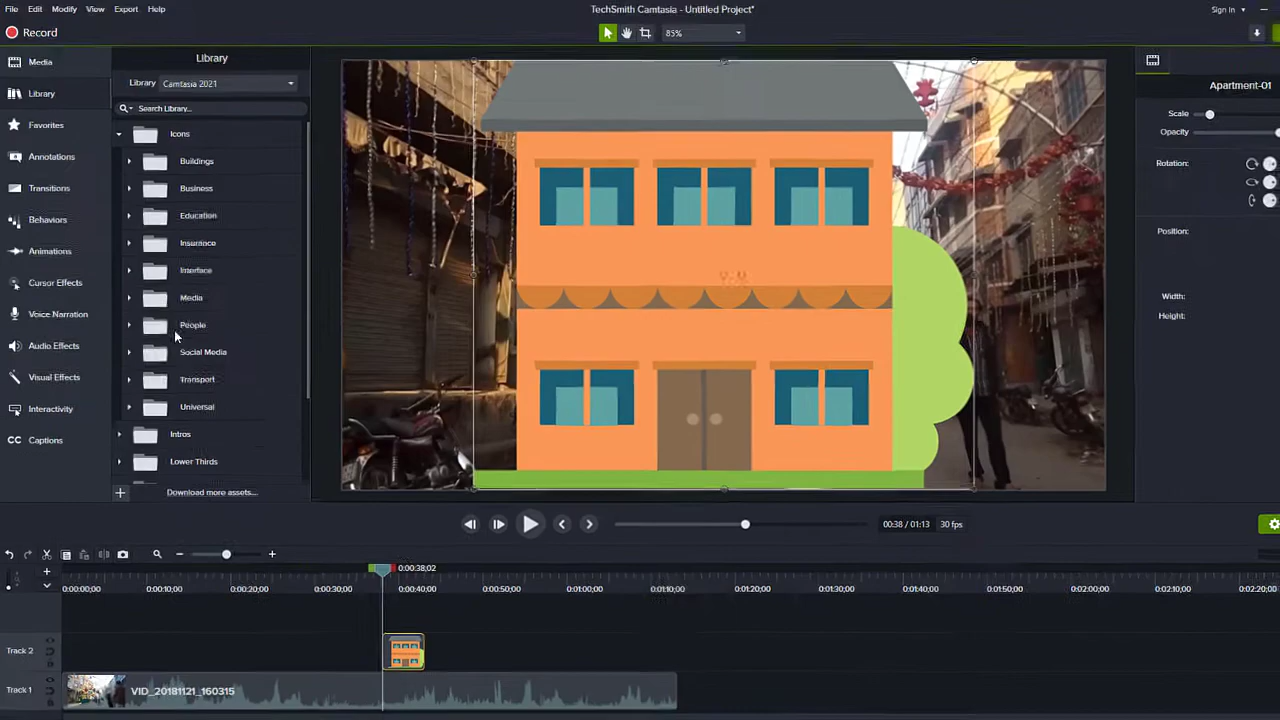 File Edit Modify View Export Help
TechSmith Camtasia - Untitled Project*
Sign In
Record
85%
Media
Library
Favorites
Annotations
Transitions
Behaviors
Animations
Cursor Effects
Voice Narration
Audio Effects
Visual Effects
Interactivity
CC Captions
Library
Library Camtasia 2021
Search Library...
Icons
Buildings
Business
Education
Insurance
Interface
Media
People
Social Media
Transport
Universal
Intros
Lower Thirds
Download more assets...
Apartment-01
Scale
Opacity
Rotation:
Position:
Width:
Height:
00:38 / 01:13 30 fps
0:00:38;02
0:00:00;00 0:00:10;00 0:00:20;00 0:00:30;00 0:00:40;00 0:00:50;00 0:01:00;00 0:01:10;00 0:01:20;00 0:01:30;00 0:01:40;00 0:01:50;00 0:02:00;00 0:02:10;00 0:02:20;00
Track 2
Track 1
VID_20181121_160315